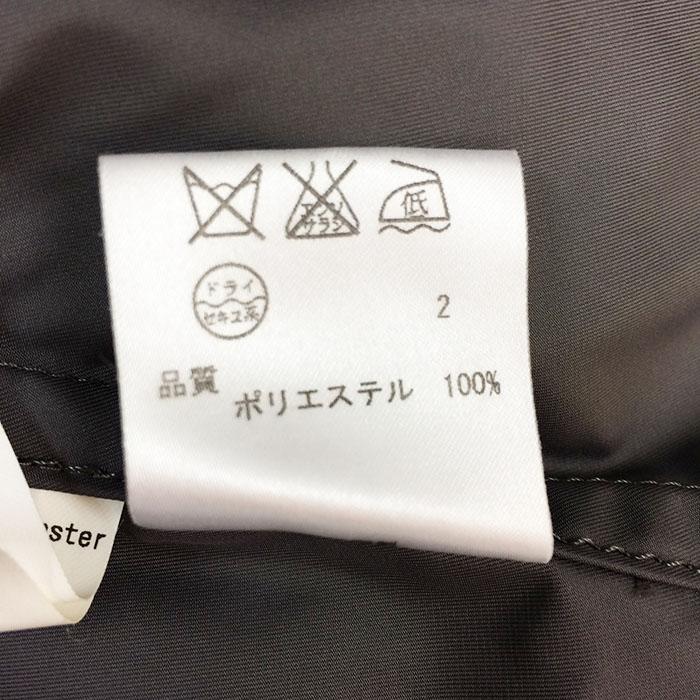 エンソ
サラシ
低
ドライ
セキユ系
2
品質
ポリエステル 100%
ester